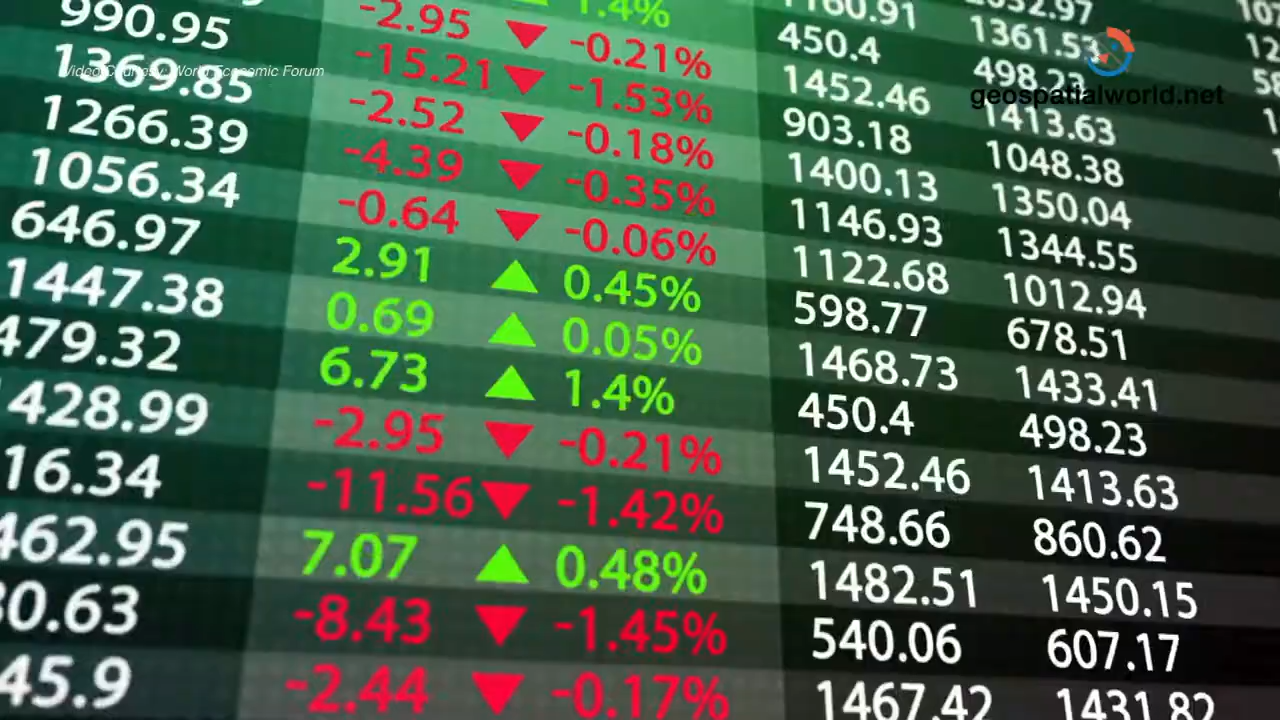 1.4% 1160.91
990.95 -2.95 ▼ -0.21% 450.4 1361.53
Video Courtesy: World Economic Forum
geospatialworld.net
1369.85 -15.21 ▼ -1.53% 1452.46 498.23
1266.39 -2.52 ▼ -0.18% 903.18 1413.63
1056.34 -4.39 ▼ -0.35% 1400.13 1048.38
646.97 -0.64 ▼ -0.06% 1146.93 1350.04
1447.38 2.91 ▲ 0.45% 1122.68 1344.55
479.32 0.69 ▲ 0.05% 598.77 1012.94
428.99 6.73 ▲ 1.4% 1468.73 678.51
16.34 -2.95 ▼ -0.21% 450.4 1433.41
462.95 -11.56 ▼ -1.42% 1452.46 498.23
7.07 ▲ 0.48% 748.66 1413.63
45.9 -8.43 ▼ -1.45% 1482.51 860.62
-2.44 ▼ -0.17% 540.06 1450.15
1467.42 607.17
1431.82